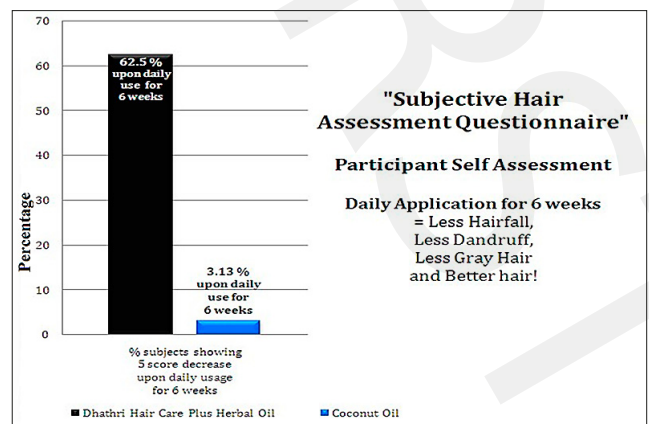 70
60
50
40
30
20
10
0
Percentage
62.5 %
upon daily
use for
6 weeks
3.13 %
upon daily
use for
6 weeks
% subjects showing
5 score decrease
upon daily usage
for 6 weeks
Dhathri Hair Care Plus Herbal Oil
Coconut Oil
"Subjective Hair
Assessment Questionnaire"
Participant Self Assessment
Daily Application for 6 weeks
= Less Hairfall,
Less Dandruff,
Less Gray Hair
and Better hair!